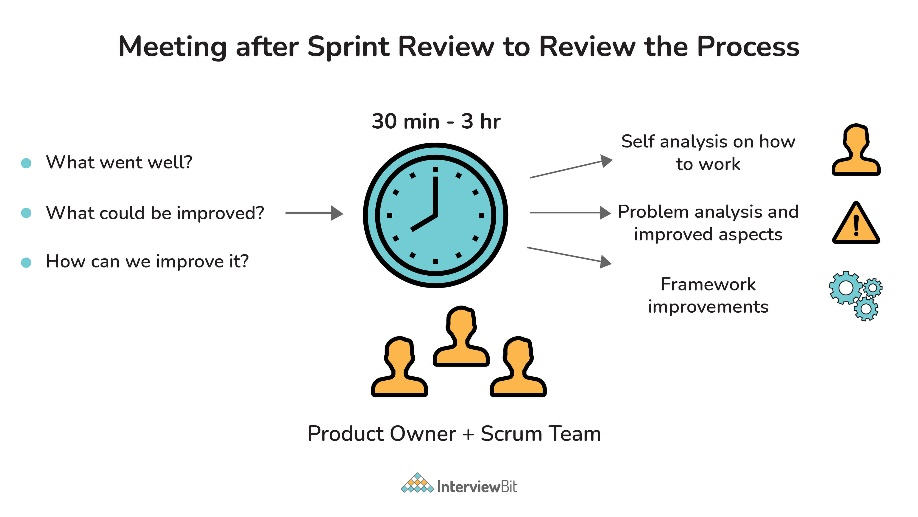 Meeting after Sprint Review to Review the Process
30 min - 3 hr
What went well?
What could be improved?
How can we improve it?
Self analysis on how
to work
Problem analysis and
improved aspects
Framework
improvements
Product Owner + Scrum Team
InterviewBit